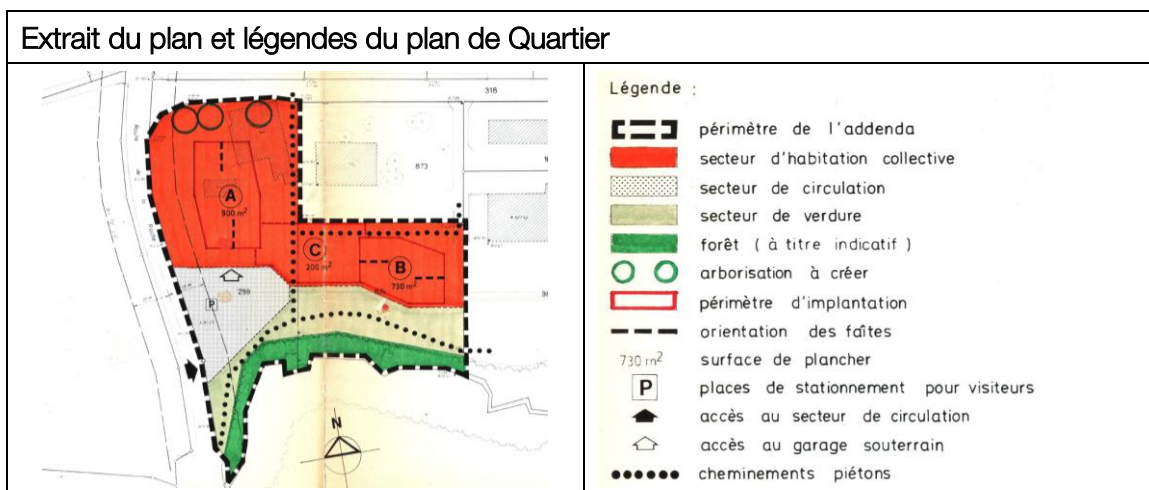 Extrait du plan et légendes du plan de Quartier
318
873
A
900 m²
C
200 m²
B
730 m²
299
P
N
Légende :
périmètre de l'addenda
secteur d'habitation collective
secteur de circulation
secteur de verdure
forêt ( à titre indicatif )
arborisation à créer
périmètre d'implantation
orientation des faîtes
730 m² surface de plancher
P places de stationnement pour visiteurs
accès au secteur de circulation
accès au garage souterrain
cheminements piétons